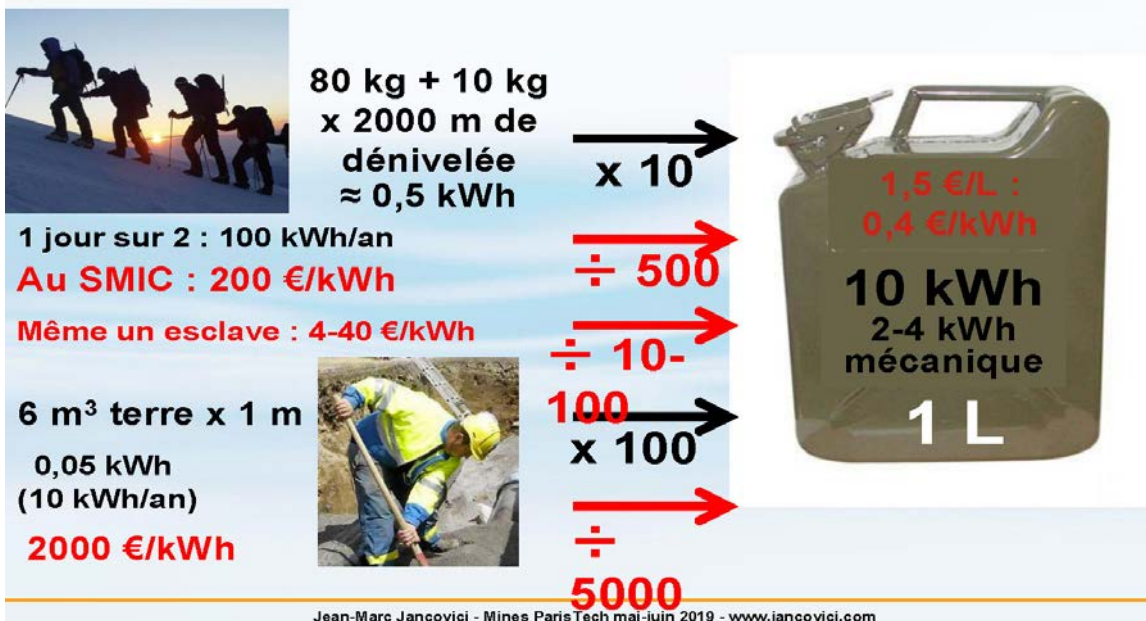 80 kg + 10 kg
x 2000 m de
dénivelée
≈ 0,5 kWh
x 10
1,5 €/L :
0,4 €/kWh
1 jour sur 2 : 100 kWh/an
Au SMIC : 200 €/kWh
÷ 500
10 kWh
2-4 kWh
mécanique
1 L
Même un esclave : 4-40 €/kWh
÷ 10-
100
6 m³ terre x 1 m
0,05 kWh
(10 kWh/an)
x 100
2000 €/kWh
÷
5000
Jean-Marc Jancovici - Mines ParisTech mai-juin 2019 - www.jancovici.com